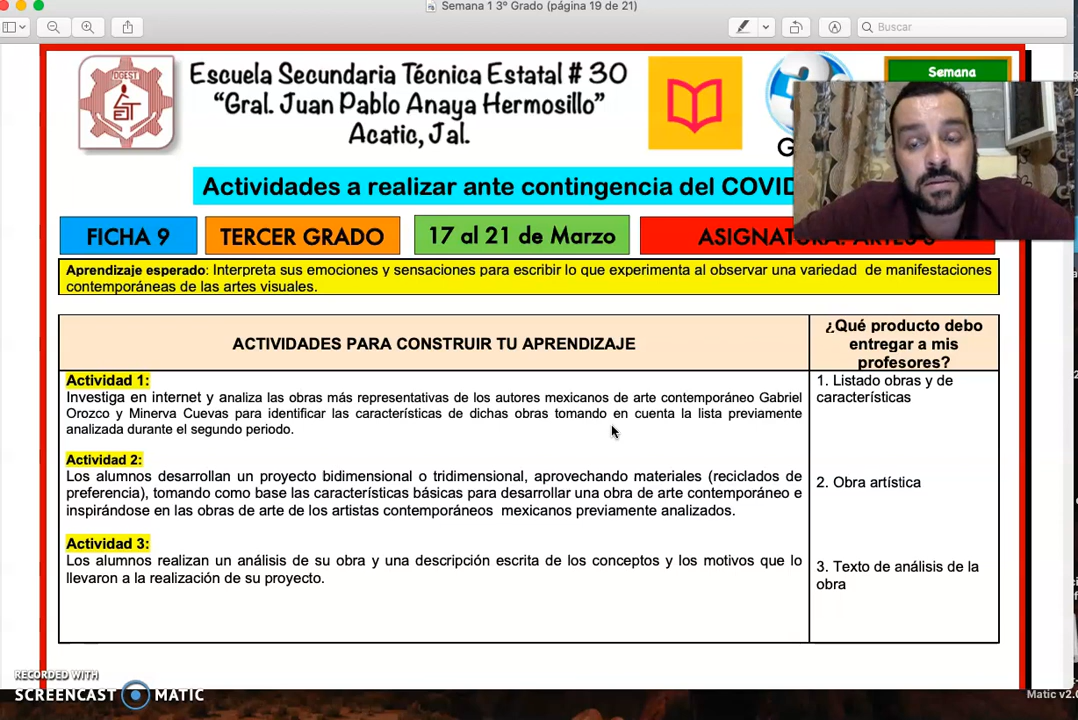 Semana 1 3º Grado (página 19 de 21)
Buscar
DGEST
Escuela Secundaria Técnica Estatal # 30
“Gral. Juan Pablo Anaya Hermosillo”
Acatic, Jal.
3
G
Semana
Actividades a realizar ante contingencia del COVID
FICHA 9
TERCER GRADO
17 al 21 de Marzo
Aprendizaje esperado: Interpreta sus emociones y sensaciones para escribir lo que experimenta al observar una variedad de manifestaciones
contemporáneas de las artes visuales.
ACTIVIDADES PARA CONSTRUIR TU APRENDIZAJE
¿Qué producto debo
entregar a mis
profesores?
Actividad 1:
Investiga en internet y analiza las obras más representativas de los autores mexicanos de arte contemporáneo Gabriel
Orozco y Minerva Cuevas para identificar las características de dichas obras tomando en cuenta la lista previamente
analizada durante el segundo periodo.
1. Listado obras y de
características
Actividad 2:
Los alumnos desarrollan un proyecto bidimensional o tridimensional, aprovechando materiales (reciclados de
preferencia), tomando como base las características básicas para desarrollar una obra de arte contemporáneo e
inspirándose en las obras de arte de los artistas contemporáneos mexicanos previamente analizados.
2. Obra artística
Actividad 3:
Los alumnos realizan un análisis de su obra y una descripción escrita de los conceptos y los motivos que lo
llevaron a la realización de su proyecto.
3. Texto de análisis de la
obra
RECORDED WITH
SCREENCAST MATIC
Matic v2.0